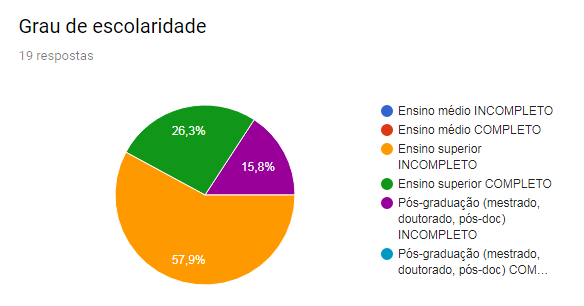 Grau de escolaridade
19 respostas
26,3%
15,8%
57,9%
Ensino médio INCOMPLETO
Ensino médio COMPLETO
Ensino superior
INCOMPLETO
Ensino superior COMPLETO
Pós-graduação (mestrado,
doutorado, pós-doc)
INCOMPLETO
Pós-graduação (mestrado,
doutorado, pós-doc) COM…